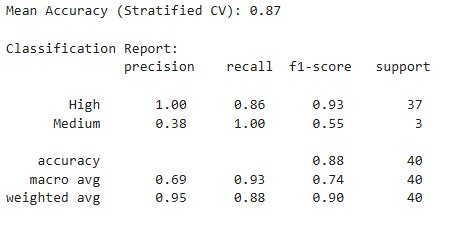 Mean Accuracy (Stratified CV): 0.87
Classification Report:
precision recall f1-score support
High 1.00 0.86 0.93 37
Medium 0.38 1.00 0.55 3
accuracy 0.88 40
macro avg 0.69 0.93 0.74 40
weighted avg 0.95 0.88 0.90 40